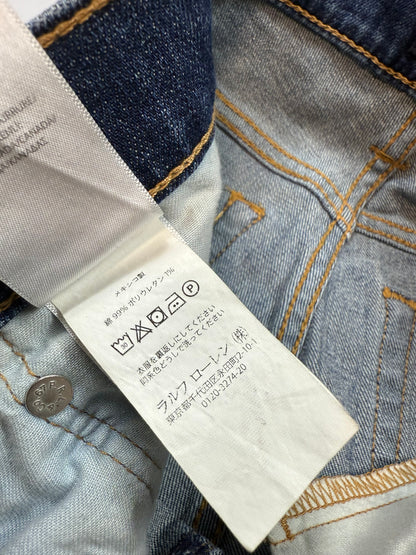 メキシコ製
綿 99% ポリウレタン 1%
30 P
衣服を裏返しにしてください
同系色どうしで洗ってください
ラルフ ローレン (株)
東京都千代田区永田町2-10-1
0120-3274-20
CANADA/